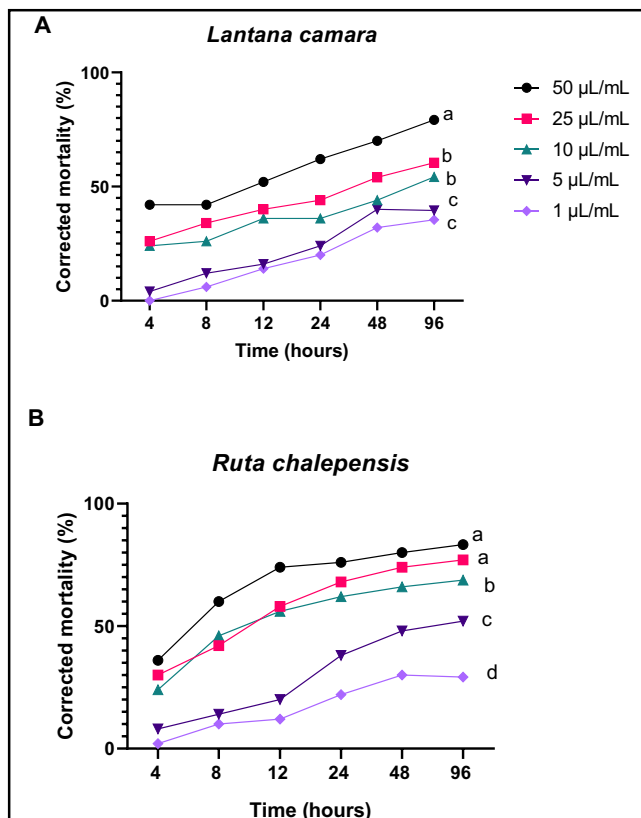 A
Lantana camara
100
50
0
Corrected mortality (%)
a
b
b
c
c
4 8 12 24 48 96
Time (hours)
50 µL/mL
25 µL/mL
10 µL/mL
5 µL/mL
1 µL/mL
B
Ruta chalepensis
100
50
0
Corrected mortality (%)
a
a
b
c
d
4 8 12 24 48 96
Time (hours)